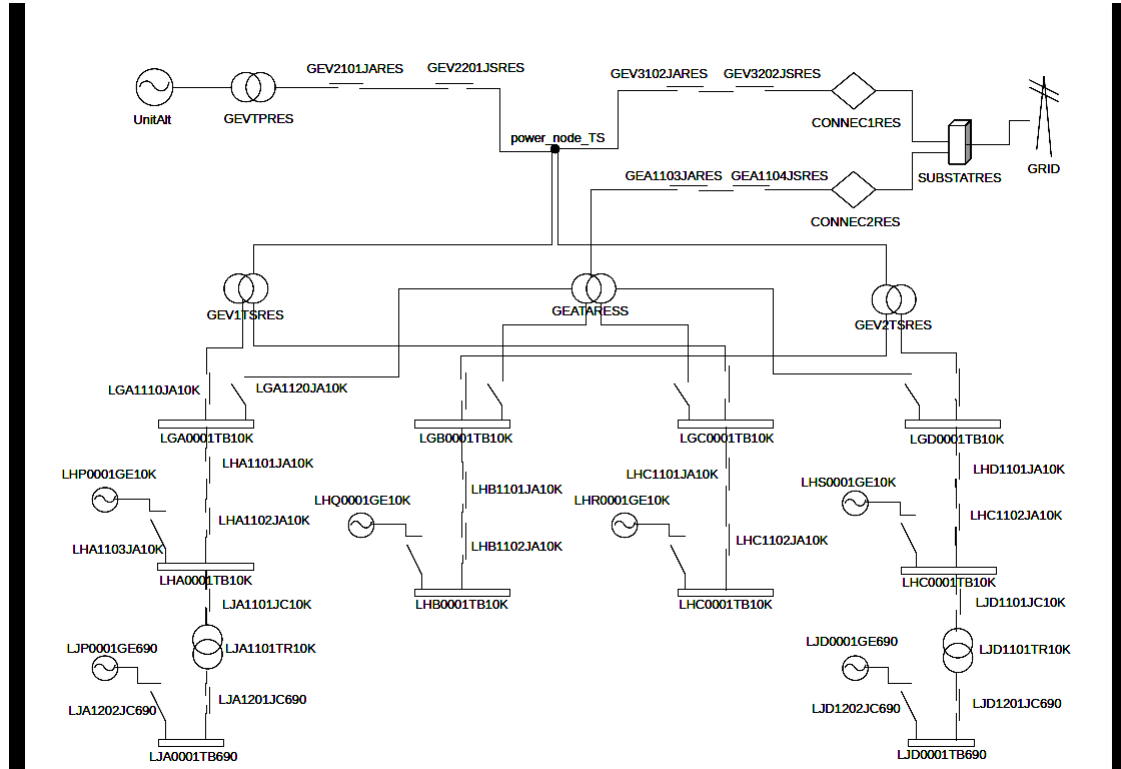 GEV2101JARES
GEV2201JSRES
GEV3102JARES
GEV3202JSRES
UnitAlt
GEVTPRES
CONNEC1RES
power_node_TS
GRID
SUBSTATRES
GEA1103JARES
GEA1104JSRES
CONNEC2RES
GEV1TSRES
GEATARESS
GEV2TSRES
LGA1110JA10K
LGA1120JA10K
LGA0001TB10K
LGB0001TB10K
LGC0001TB10K
LGD0001TB10K
LHA1101JA10K
LHP0001GE10K
LHB1101JA10K
LHC1101JA10K
LHD1101JA10K
LHQ0001GE10K
LHR0001GE10K
LHS0001GE10K
LHA1102JA10K
LHC1102JA10K
LHA1103JA10K
LHB1102JA10K
LHC1102JA10K
LHA0001TB10K
LHC0001TB10K
LHB0001TB10K
LHC0001TB10K
LJA1101JC10K
LJD1101JC10K
LJP0001GE690
LJA1101TR10K
LJD0001GE690
LJD1101TR10K
LJA1201JC690
LJA1202JC690
LJD1201JC690
LJD1202JC690
LJA0001TB690
LJD0001TB690